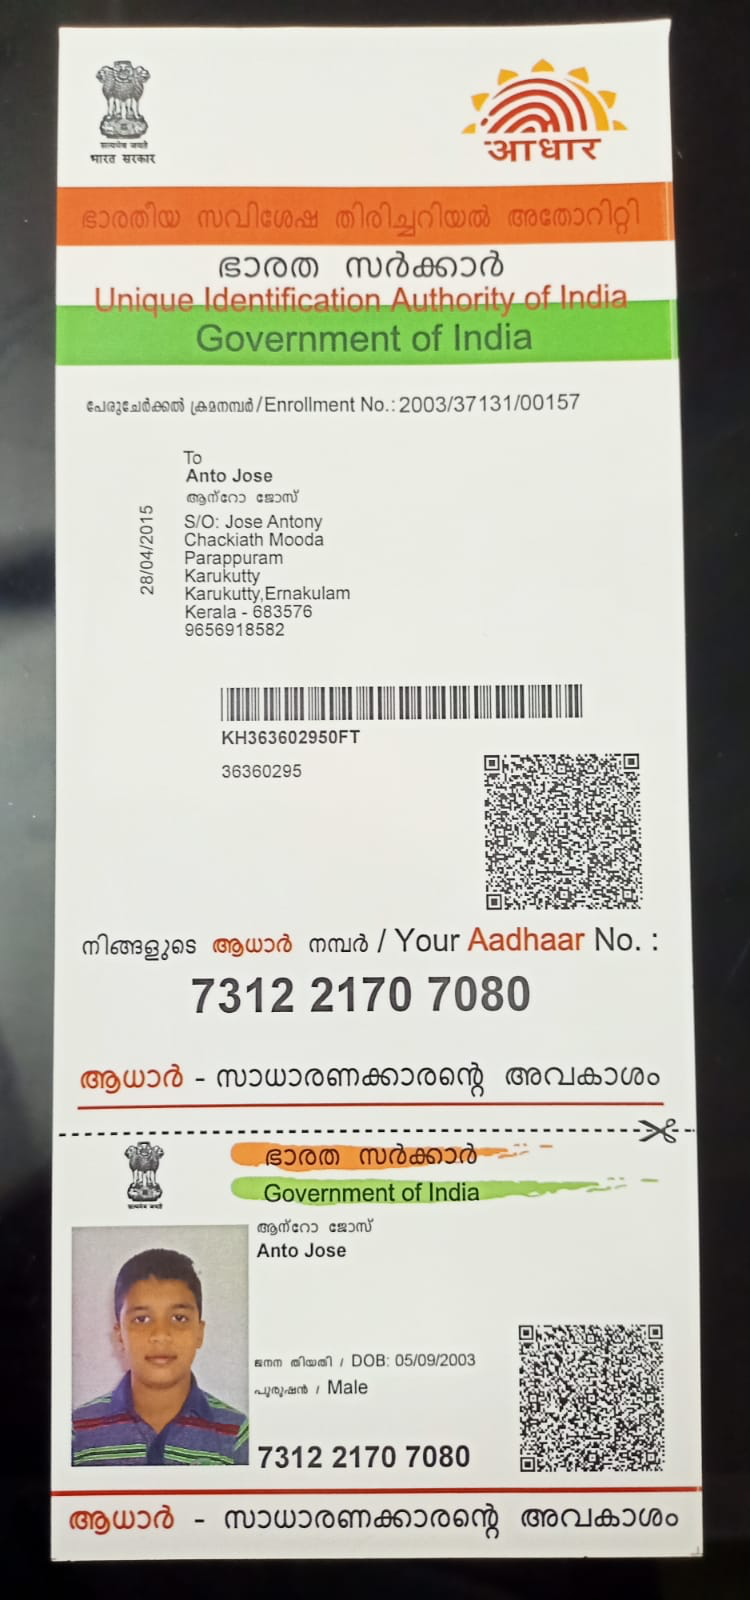 सत्यमेव जयते
भारत सरकार
आधार
ഭാരതീയ സവിശേഷ തിരിച്ചറിയൽ അതോറിറ്റി
ഭാരത സർക്കാർ
Unique Identification Authority of India
Government of India
പേരുചേർക്കൽ ക്രമനമ്പർ/Enrollment No.: 2003/37131/00157
28/04/2015
To
Anto Jose
ആന്റോ ജോസ്
S/O: Jose Antony
Chackiath Mooda
Parappuram
Karukutty
Karukutty,Ernakulam
Kerala - 683576
9656918582
KH363602950FT
36360295
നിങ്ങളുടെ ആധാർ നമ്പർ / Your Aadhaar No. :
7312 2170 7080
ആധാർ - സാധാരണക്കാരന്റെ അവകാശം
ഭാരത സർക്കാർ
Government of India
सत्यमेव जयते
ആന്റോ ജോസ്
Anto Jose
ജനന തിയതി / DOB: 05/09/2003
പുരുഷൻ / Male
7312 2170 7080
ആധാർ - സാധാരണക്കാരന്റെ അവകാശം